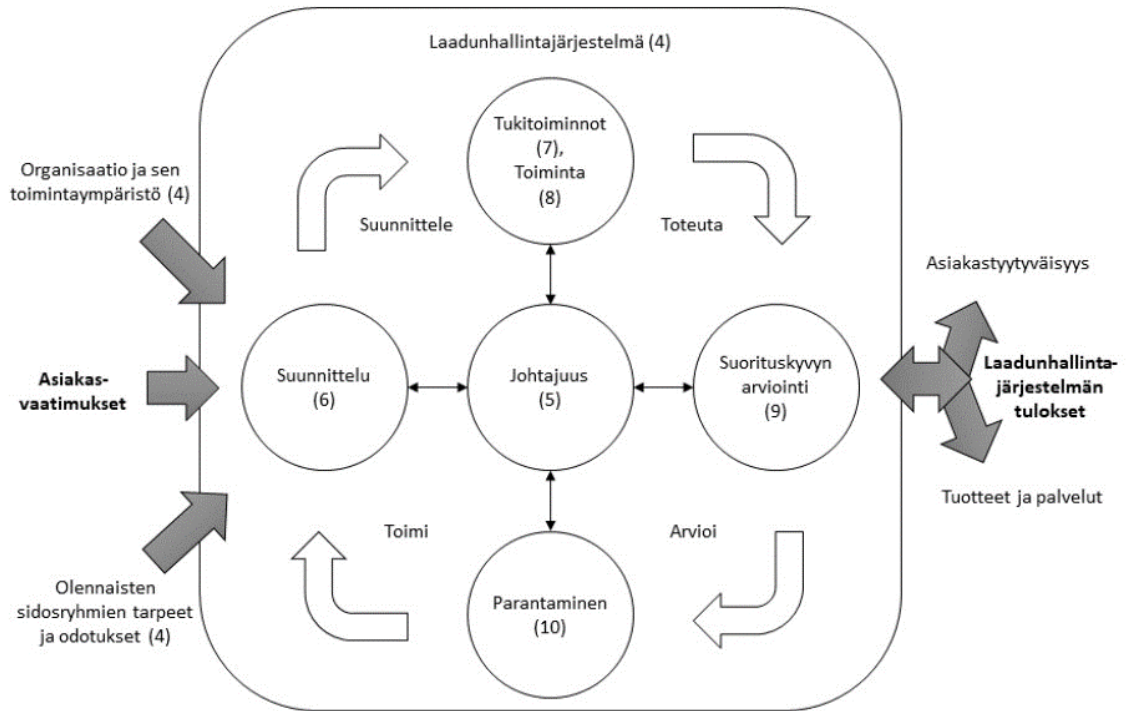 Laadunhallintajärjestelmä (4)
Tukitoiminnot
(7),
Toiminta
(8)
Organisaatio ja sen
toimintaympäristö (4)
Suunnittele
Toteuta
Asiakastyytyväisyys
Asiakas-
vaatimukset
Suunnittelu
(6)
Johtajuus
(5)
Suorituskyvyn
arviointi
(9)
Laadunhallinta-
järjestelmän
tulokset
Tuotteet ja palvelut
Toimi
Arvioi
Olennaisten
sidosryhmien tarpeet
ja odotukset (4)
Parantaminen
(10)